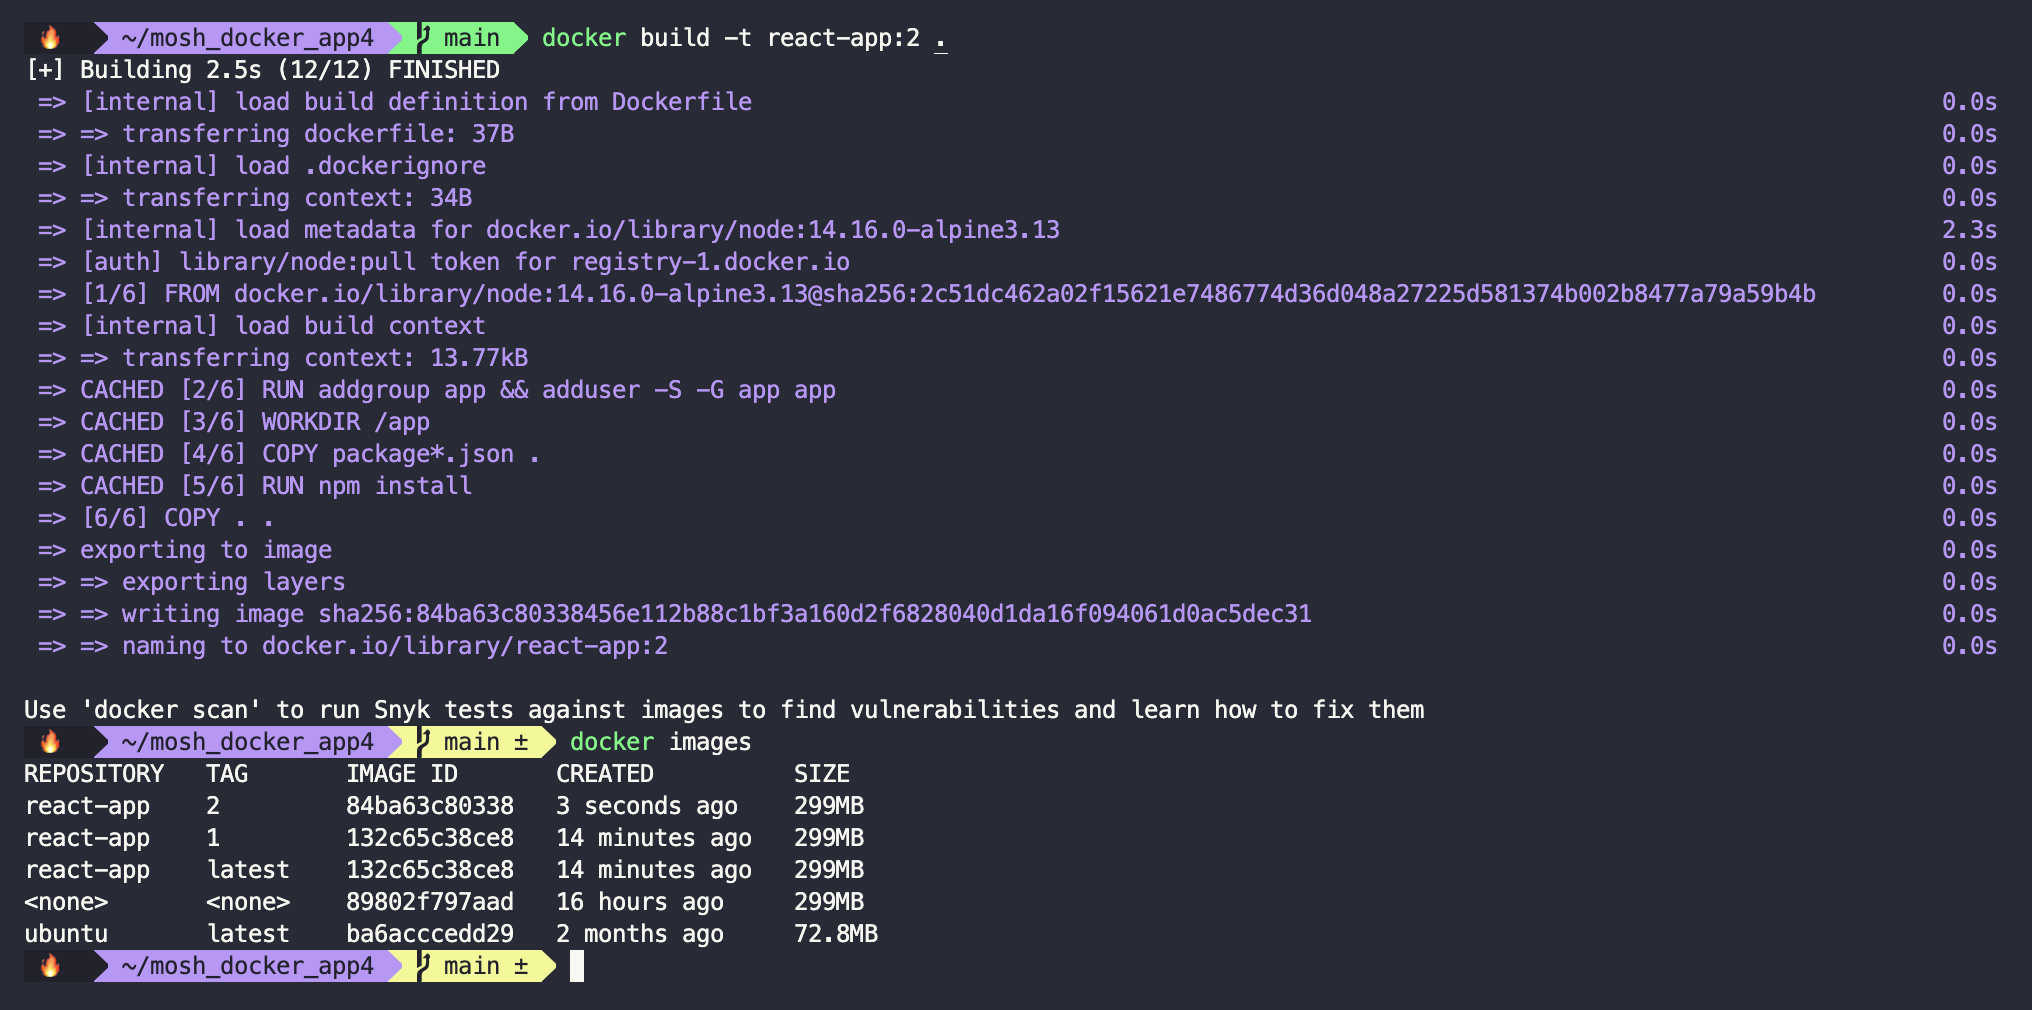 ~/mosh_docker_app4 main docker build -t react-app:2 .
[+] Building 2.5s (12/12) FINISHED
=> [internal] load build definition from Dockerfile 0.0s
=> => transferring dockerfile: 37B 0.0s
=> [internal] load .dockerignore 0.0s
=> => transferring context: 34B 0.0s
=> [internal] load metadata for docker.io/library/node:14.16.0-alpine3.13 2.3s
=> [auth] library/node:pull token for registry-1.docker.io 0.0s
=> [1/6] FROM docker.io/library/node:14.16.0-alpine3.13@sha256:2c51dc462a02f15621e7486774d36d048a27225d581374b002b8477a79a59b4b 0.0s
=> [internal] load build context 0.0s
=> => transferring context: 13.77kB 0.0s
=> CACHED [2/6] RUN addgroup app && adduser -S -G app app 0.0s
=> CACHED [3/6] WORKDIR /app 0.0s
=> CACHED [4/6] COPY package*.json . 0.0s
=> CACHED [5/6] RUN npm install 0.0s
=> [6/6] COPY . . 0.0s
=> exporting to image 0.0s
=> => exporting layers 0.0s
=> => writing image sha256:84ba63c80338456e112b88c1bf3a160d2f6828040d1da16f094061d0ac5dec31 0.0s
=> => naming to docker.io/library/react-app:2 0.0s
Use 'docker scan' to run Snyk tests against images to find vulnerabilities and learn how to fix them
~/mosh_docker_app4 main ± docker images
REPOSITORY TAG IMAGE ID CREATED SIZE
react-app 2 84ba63c80338 3 seconds ago 299MB
react-app 1 132c65c38ce8 14 minutes ago 299MB
react-app latest 132c65c38ce8 14 minutes ago 299MB
<none> <none> 89802f797aad 16 hours ago 299MB
ubuntu latest ba6acccedd29 2 months ago 72.8MB
~/mosh_docker_app4 main ±